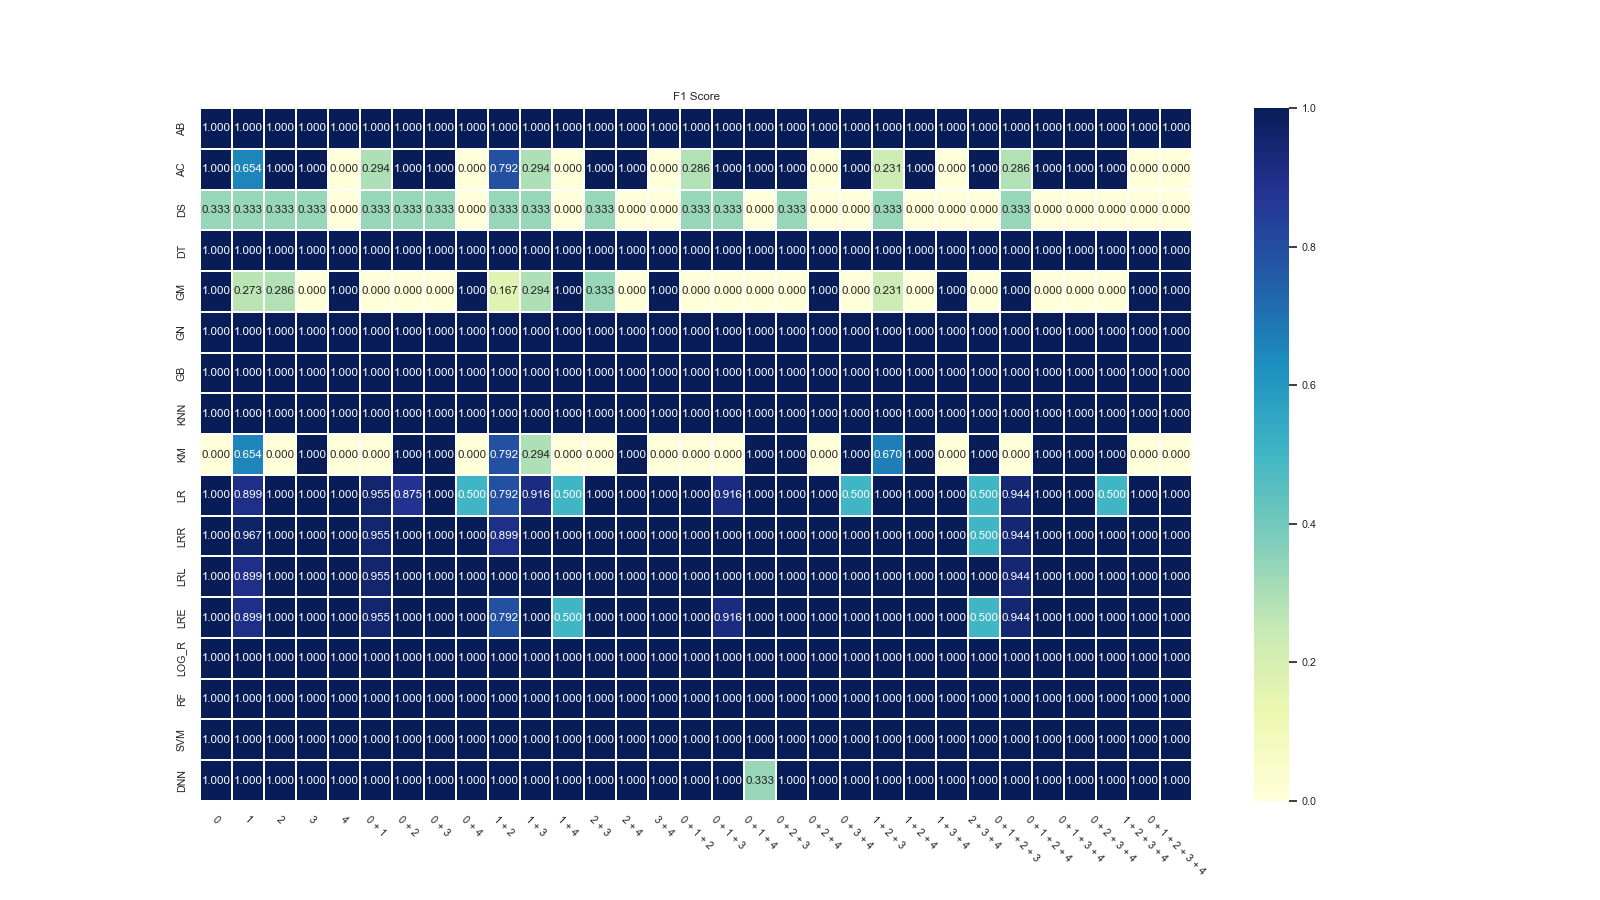 F1 Score
AB 1.000 1.000 1.000 1.000 1.000 1.000 1.000 1.000 1.000 1.000 1.000 1.000 1.000 1.000 1.000 1.000 1.000 1.000 1.000 1.000 1.000 1.000 1.000 1.000 1.000 1.000 1.000 1.000 1.000 1.000 1.000
AC 1.000 0.654 1.000 1.000 0.000 0.294 1.000 1.000 0.000 0.792 0.294 0.000 1.000 1.000 0.000 0.286 1.000 1.000 1.000 0.000 1.000 0.231 1.000 0.000 1.000 0.286 1.000 1.000 1.000 0.000 0.000
DS 0.333 0.333 0.333 0.333 0.000 0.333 0.333 0.333 0.000 0.333 0.333 0.000 0.333 0.000 0.000 0.333 0.333 0.000 0.333 0.000 0.000 0.333 0.000 0.000 0.000 0.333 0.000 0.000 0.000 0.000 0.000
DT 1.000 1.000 1.000 1.000 1.000 1.000 1.000 1.000 1.000 1.000 1.000 1.000 1.000 1.000 1.000 1.000 1.000 1.000 1.000 1.000 1.000 1.000 1.000 1.000 1.000 1.000 1.000 1.000 1.000 1.000 1.000
GM 1.000 0.273 0.286 0.000 1.000 0.000 0.000 0.000 1.000 0.167 0.294 1.000 0.333 0.000 1.000 0.000 0.000 0.000 0.000 1.000 0.000 0.231 0.000 1.000 0.000 1.000 0.000 0.000 0.000 1.000 1.000
GN 1.000 1.000 1.000 1.000 1.000 1.000 1.000 1.000 1.000 1.000 1.000 1.000 1.000 1.000 1.000 1.000 1.000 1.000 1.000 1.000 1.000 1.000 1.000 1.000 1.000 1.000 1.000 1.000 1.000 1.000 1.000
GB 1.000 1.000 1.000 1.000 1.000 1.000 1.000 1.000 1.000 1.000 1.000 1.000 1.000 1.000 1.000 1.000 1.000 1.000 1.000 1.000 1.000 1.000 1.000 1.000 1.000 1.000 1.000 1.000 1.000 1.000 1.000
KNN 1.000 1.000 1.000 1.000 1.000 1.000 1.000 1.000 1.000 1.000 1.000 1.000 1.000 1.000 1.000 1.000 1.000 1.000 1.000 1.000 1.000 1.000 1.000 1.000 1.000 1.000 1.000 1.000 1.000 1.000 1.000
KM 0.000 0.654 0.000 1.000 0.000 0.000 1.000 1.000 0.000 0.792 0.294 0.000 0.000 1.000 0.000 0.000 0.000 1.000 1.000 0.000 1.000 0.670 1.000 0.000 1.000 0.000 1.000 1.000 1.000 0.000 0.000
LR 1.000 0.899 1.000 1.000 1.000 0.955 0.875 1.000 0.500 0.792 0.916 0.500 1.000 1.000 1.000 1.000 0.916 1.000 1.000 1.000 0.500 1.000 1.000 1.000 0.500 0.944 1.000 1.000 0.500 1.000 1.000
LRR 1.000 0.967 1.000 1.000 1.000 0.955 1.000 1.000 1.000 0.899 1.000 1.000 1.000 1.000 1.000 1.000 1.000 1.000 1.000 1.000 1.000 1.000 1.000 1.000 0.500 0.944 1.000 1.000 1.000 1.000 1.000
LRL 1.000 0.899 1.000 1.000 1.000 0.955 1.000 1.000 1.000 1.000 1.000 1.000 1.000 1.000 1.000 1.000 1.000 1.000 1.000 1.000 1.000 1.000 1.000 1.000 1.000 0.944 1.000 1.000 1.000 1.000 1.000
LRE 1.000 0.899 1.000 1.000 1.000 0.955 1.000 1.000 1.000 0.792 1.000 0.500 1.000 1.000 1.000 1.000 0.916 1.000 1.000 1.000 1.000 1.000 1.000 1.000 0.500 0.944 1.000 1.000 1.000 1.000 1.000
LOG_R 1.000 1.000 1.000 1.000 1.000 1.000 1.000 1.000 1.000 1.000 1.000 1.000 1.000 1.000 1.000 1.000 1.000 1.000 1.000 1.000 1.000 1.000 1.000 1.000 1.000 1.000 1.000 1.000 1.000 1.000 1.000
RF 1.000 1.000 1.000 1.000 1.000 1.000 1.000 1.000 1.000 1.000 1.000 1.000 1.000 1.000 1.000 1.000 1.000 1.000 1.000 1.000 1.000 1.000 1.000 1.000 1.000 1.000 1.000 1.000 1.000 1.000 1.000
SVM 1.000 1.000 1.000 1.000 1.000 1.000 1.000 1.000 1.000 1.000 1.000 1.000 1.000 1.000 1.000 1.000 1.000 1.000 1.000 1.000 1.000 1.000 1.000 1.000 1.000 1.000 1.000 1.000 1.000 1.000 1.000
DNN 1.000 1.000 1.000 1.000 1.000 1.000 1.000 1.000 1.000 1.000 1.000 1.000 1.000 1.000 1.000 1.000 1.000 0.333 1.000 1.000 1.000 1.000 1.000 1.000 1.000 1.000 1.000 1.000 1.000 1.000 1.000
0
1
2
3
4
0 + 1
0 + 2
0 + 3
0 + 4
1 + 2
1 + 3
1 + 4
2 + 3
2 + 4
3 + 4
0 + 1 + 2
0 + 1 + 3
0 + 1 + 4
0 + 2 + 3
0 + 2 + 4
0 + 3 + 4
1 + 2 + 3
1 + 2 + 4
1 + 3 + 4
2 + 3 + 4
0 + 1 + 2 + 3
0 + 1 + 2 + 4
0 + 1 + 3 + 4
0 + 2 + 3 + 4
1 + 2 + 3 + 4
0 + 1 + 2 + 3 + 4
1.0
0.8
0.6
0.4
0.2
0.0